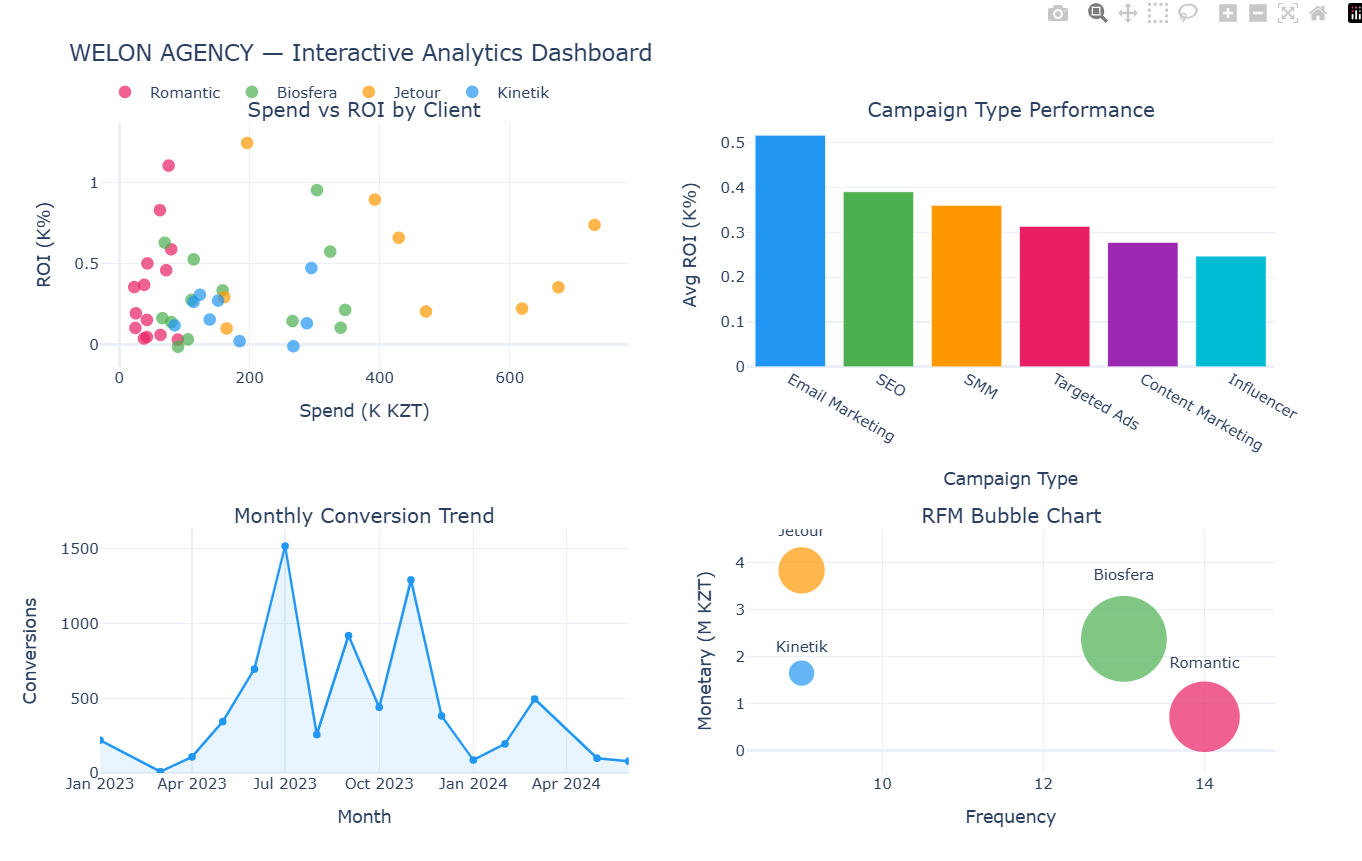 WELON AGENCY — Interactive Analytics Dashboard
Romantic Biosfera Jetour Kinetik
Spend vs ROI by Client
ROI (K%)
1
0.5
0
0 200 400 600
Spend (K KZT)
Campaign Type Performance
Avg ROI (K%)
0.5
0.4
0.3
0.2
0.1
0
Email Marketing
SEO
SMM
Targeted Ads
Content Marketing
Influencer
Campaign Type
Monthly Conversion Trend
Conversions
1500
1000
500
0
Jan 2023 Apr 2023 Jul 2023 Oct 2023 Jan 2024 Apr 2024
Month
RFM Bubble Chart
Monetary (M KZT)
4
3
2
1
0
Jetour
Biosfera
Kinetik
Romantic
10 12 14
Frequency